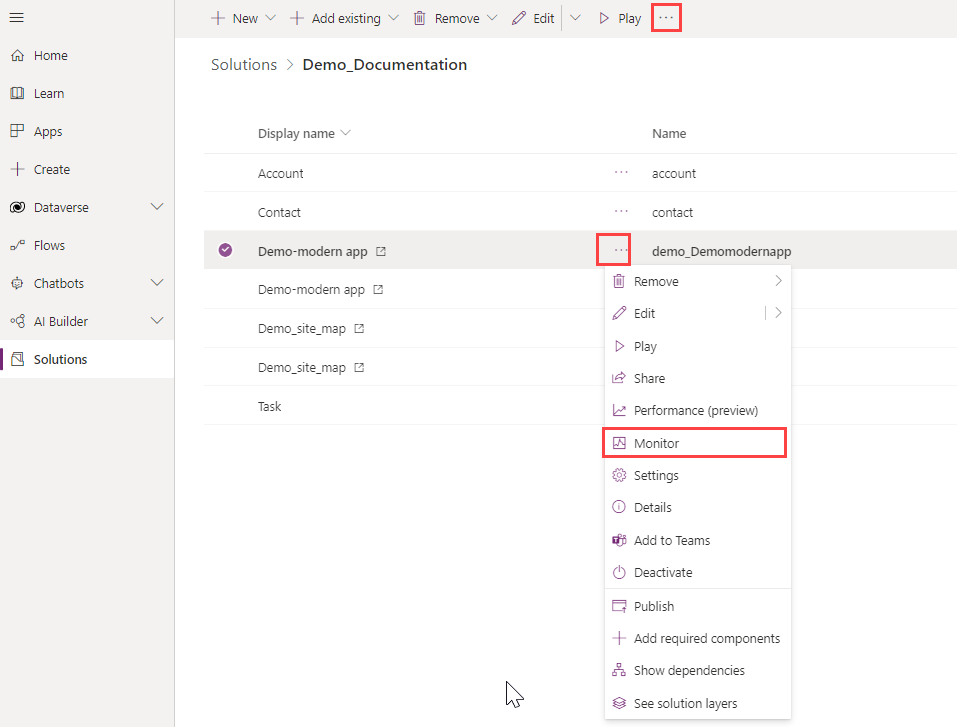 New
Add existing
Remove
Edit
Play
Home
Learn
Apps
Create
Dataverse
Flows
Chatbots
AI Builder
Solutions
Solutions > Demo_Documentation
Display name
Name
Account ... account
Contact ... contact
Demo-modern app ... demo_Demomodernapp
Demo-modern app
Demo_site_map
Demo_site_map
Task
Remove
Edit
Play
Share
Performance (preview)
Monitor
Settings
Details
Add to Teams
Deactivate
Publish
Add required components
Show dependencies
See solution layers